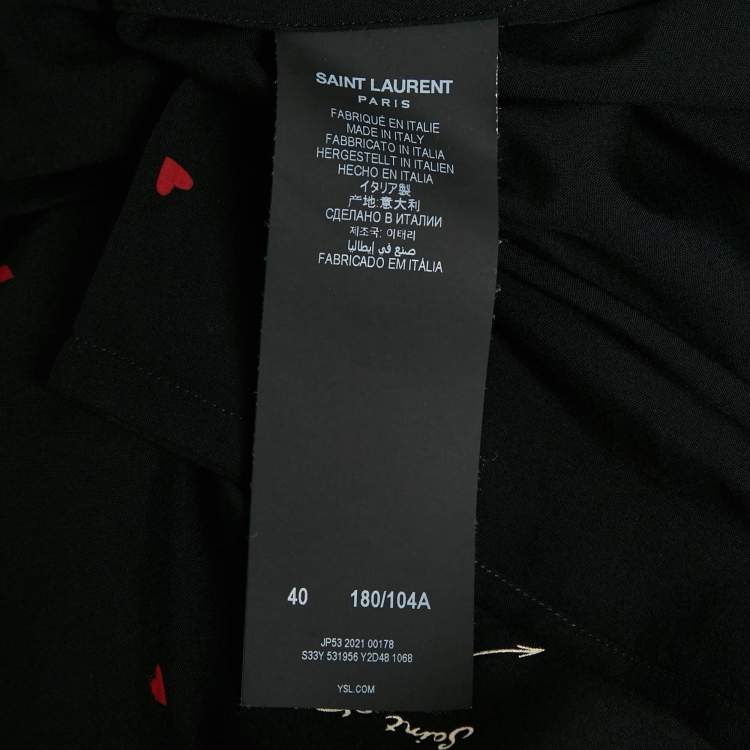 SAINT LAURENT
PARIS
FABRIQUÉ EN ITALIE
MADE IN ITALY
FABBRICATO IN ITALIA
HERGESTELLT IN ITALIEN
HECHO EN ITALIA
イタリア製
产地:意大利
СДЕЛАНО В ИТАЛИИ
제조국: 이태리
صنع في إيطاليا
FABRICADO EM ITÁLIA
40 180/104A
JP53 2021 00178
S33Y 531956 Y2D48 1068
YSL.COM
Saint